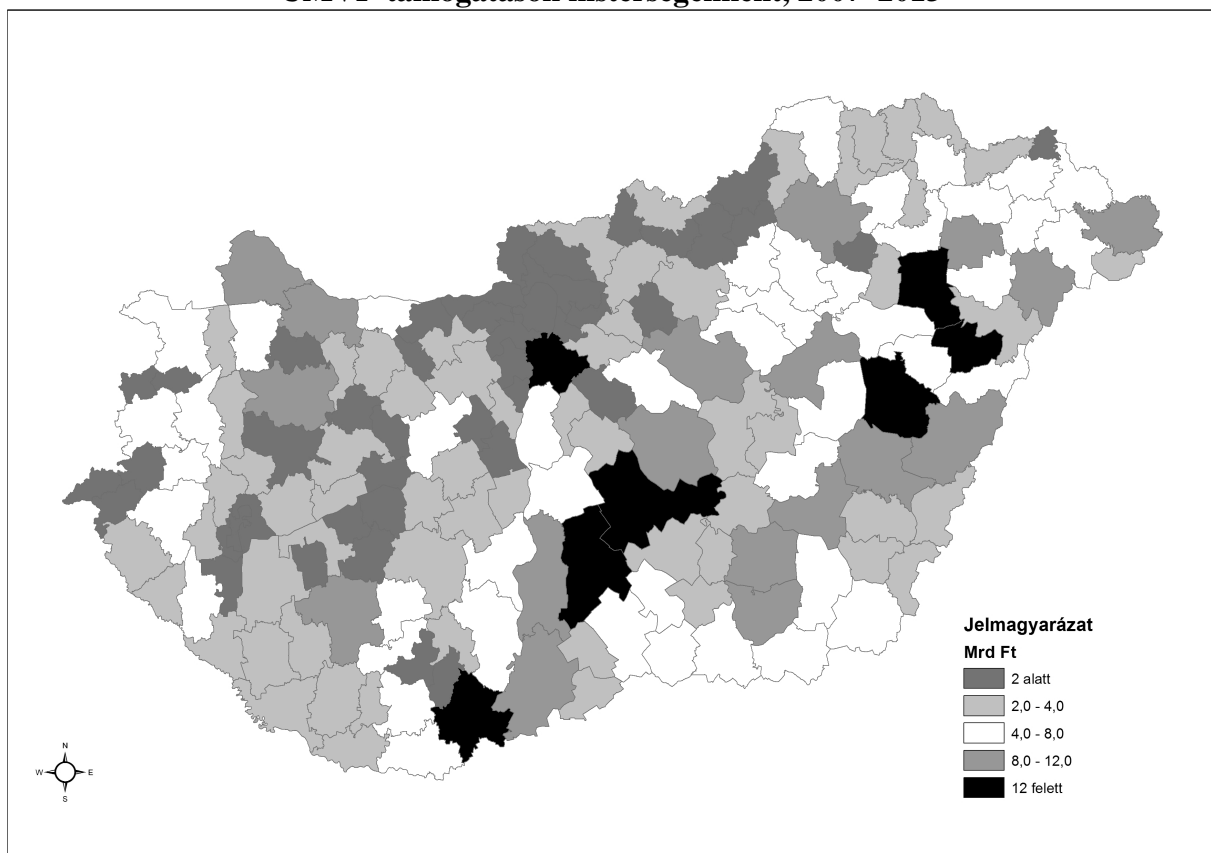 Jelmagyarázat
Mrd Ft
2 alatt
2,0 - 4,0
4,0 - 8,0
8,0 - 12,0
12 felett
N
W E
S